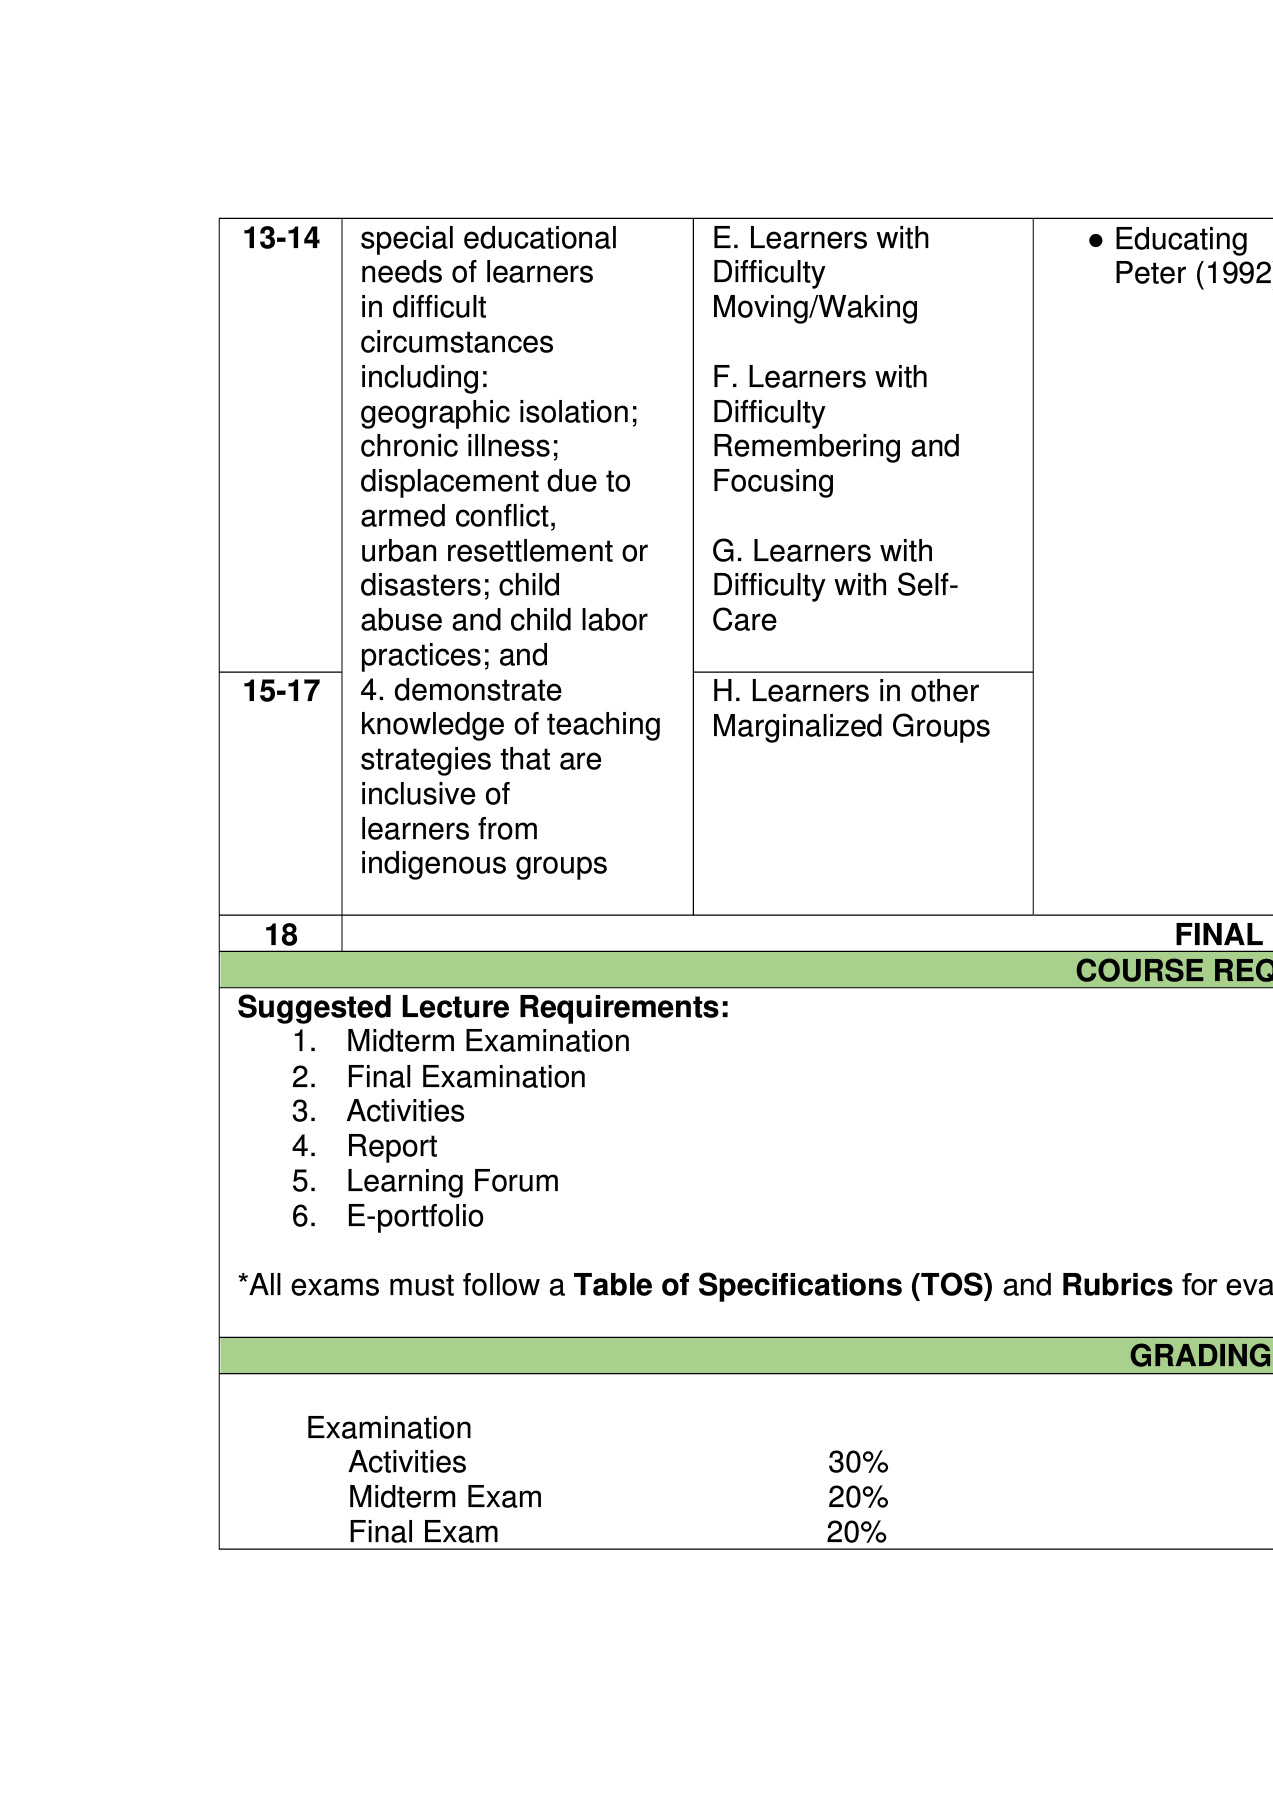 13-14
special educational
needs of learners
in difficult
circumstances
including:
geographic isolation;
chronic illness;
displacement due to
armed conflict,
urban resettlement or
disasters; child
abuse and child labor
practices; and
4. demonstrate
knowledge of teaching
strategies that are
inclusive of
learners from
indigenous groups
E. Learners with
Difficulty
Moving/Waking
F. Learners with
Difficulty
Remembering and
Focusing
G. Learners with
Difficulty with Self-
Care
● Educating
Peter (1992)
15-17
H. Learners in other
Marginalized Groups
18
FINAL
COURSE REQ
Suggested Lecture Requirements:
1. Midterm Examination
2. Final Examination
3. Activities
4. Report
5. Learning Forum
6. E-portfolio
*All exams must follow a Table of Specifications (TOS) and Rubrics for eva
GRADING
Examination
Activities 30%
Midterm Exam 20%
Final Exam 20%